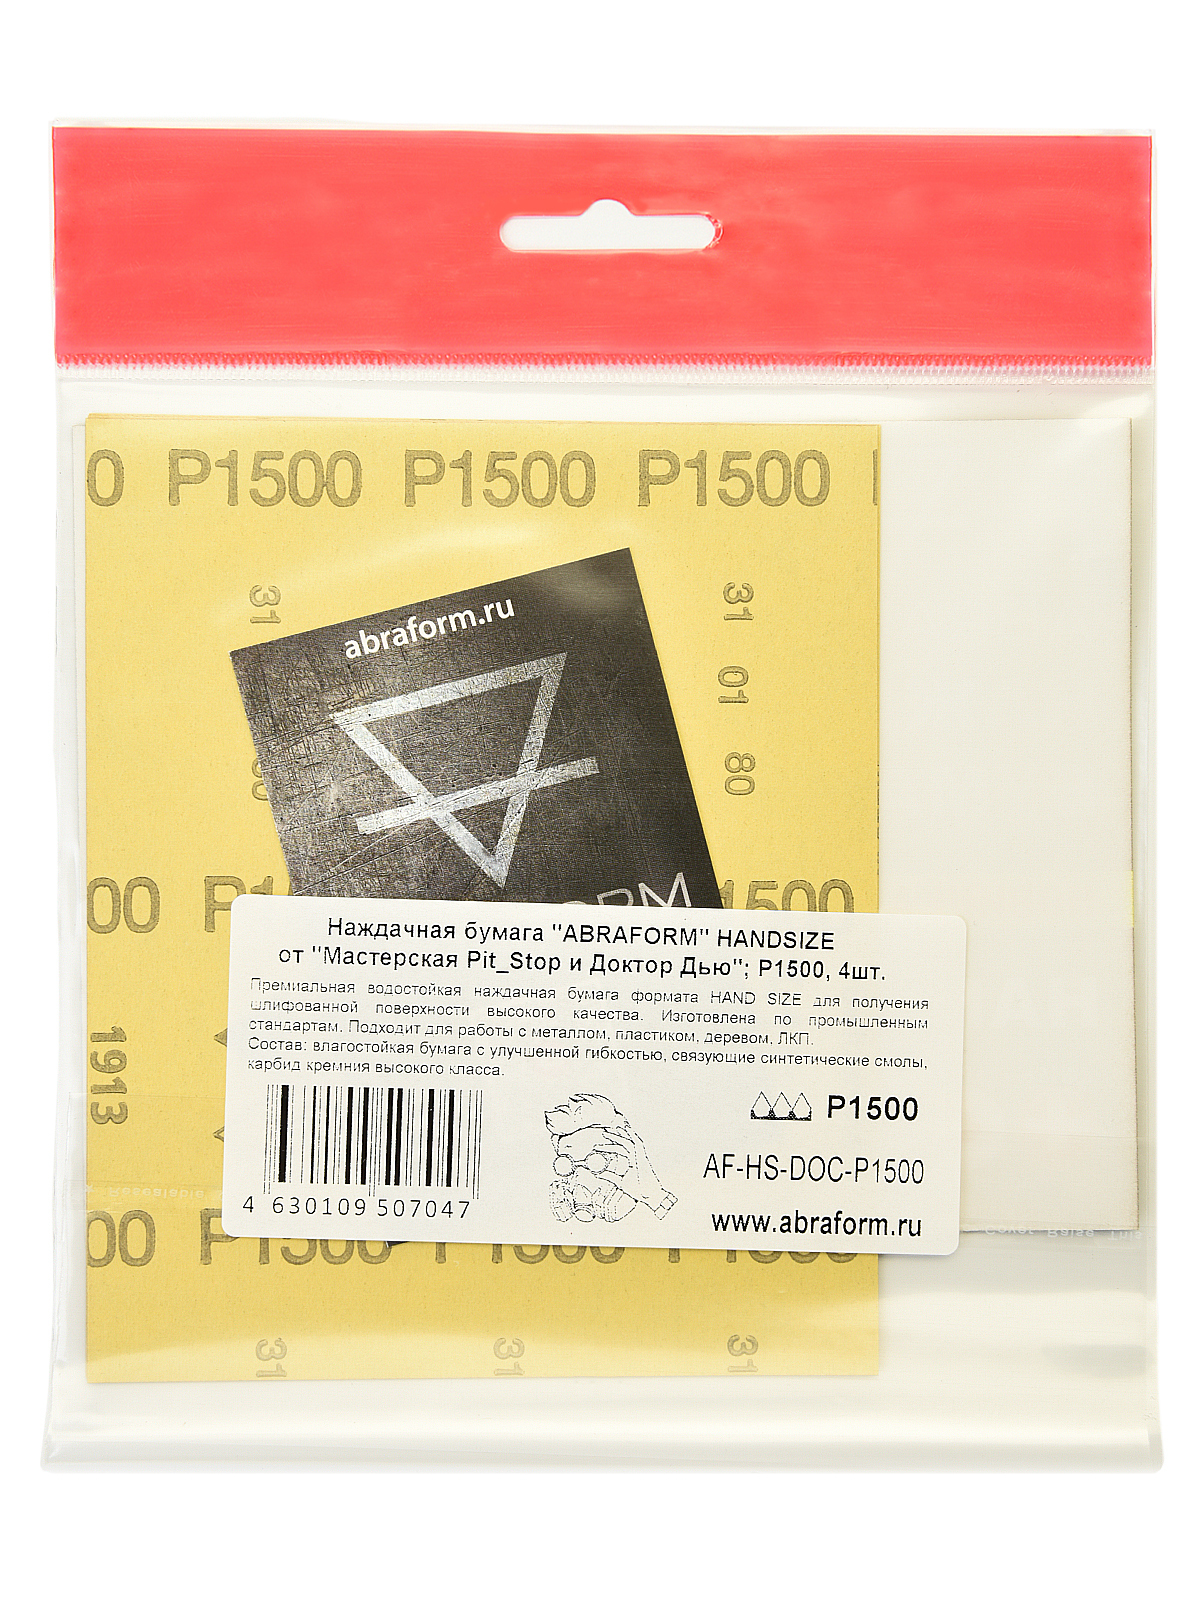 0 P1500 P1500 P1500
31
31
01
80
abraform.ru
00
P1
1500
Наждачная бумага "ABRAFORM" HANDSIZE
от "Мастерская Pit_Stop и Доктор Дью"; P1500, 4шт.
Премиальная водостойкая наждачная бумага формата HAND SIZE для получения
шлифованной поверхности высокого качества. Изготовлена по промышленным
стандартам. Подходит для работы с металлом, пластиком, деревом, ЛКП.
Состав: влагостойкая бумага с улучшенной гибкостью, связующие синтетические смолы,
карбид кремния высокого класса.
1913
P1500
AF-HS-DOC-P1500
www.abraform.ru
4 630109 507047
00 P1500
31
31
31